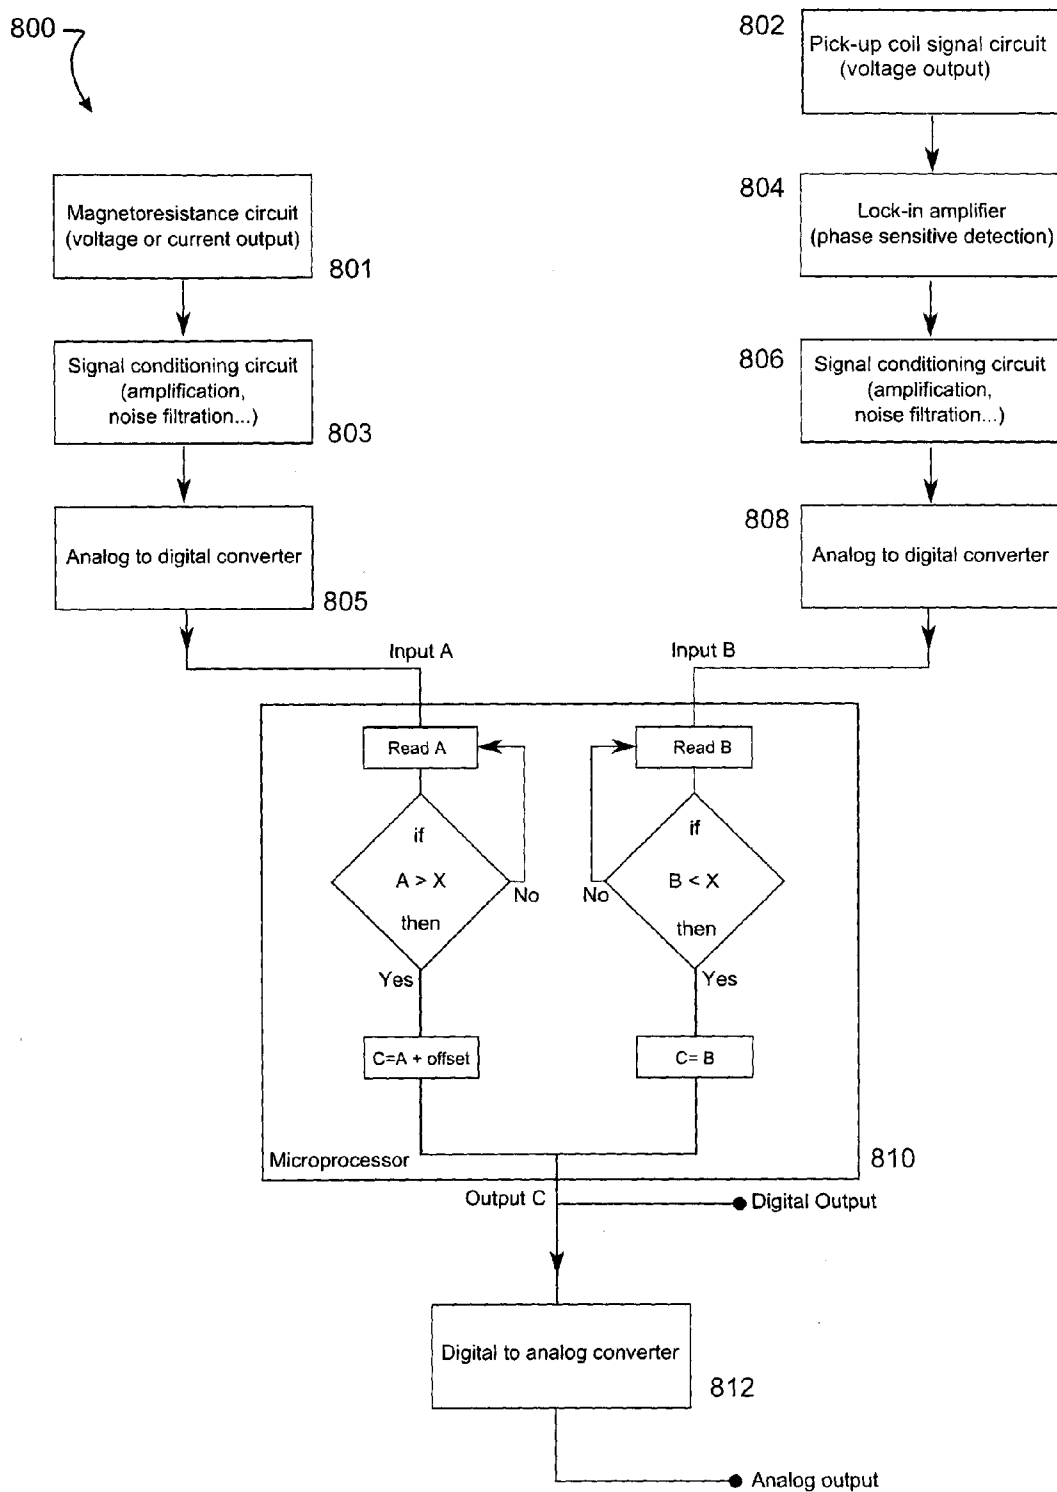 800
802
Pick-up coil signal circuit
(voltage output)
804
Lock-in amplifier
(phase sensitive detection)
Magnetoresistance circuit
(voltage or current output)
801
Signal conditioning circuit
(amplification,
noise filtration...)
803
806
Signal conditioning circuit
(amplification,
noise filtration...)
Analog to digital converter
805
808
Analog to digital converter
Input A
Input B
Read A
Read B
if
A > X
then
No
Yes
if
B < X
then
No
Yes
C=A + offset
C= B
Microprocessor
810
Output C
Digital Output
Digital to analog converter
812
Analog output